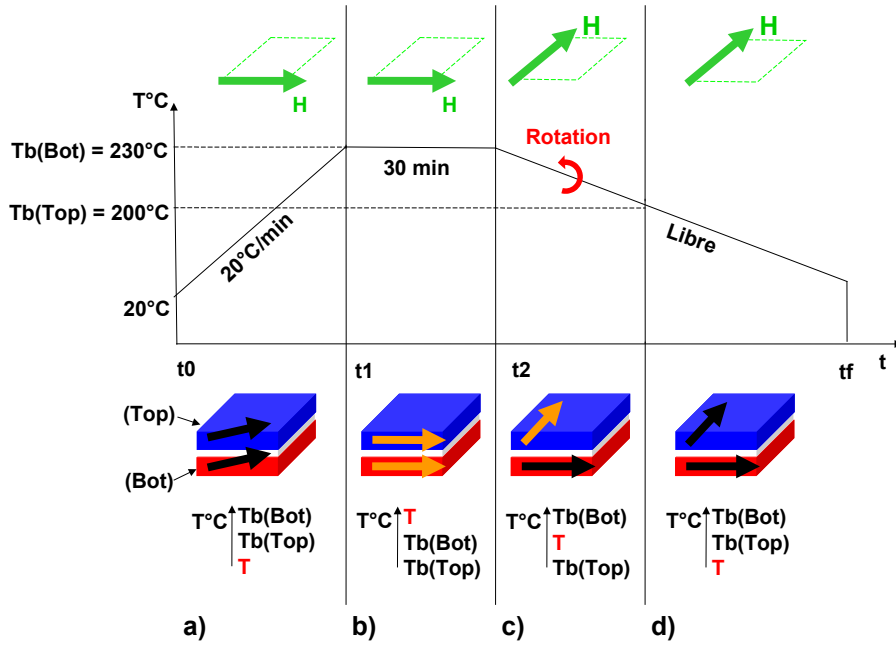 H
H
H
H
T°C
Tb(Bot) = 230°C
Rotation
30 min
Tb(Top) = 200°C
20°C/min
Libre
20°C
t0
t1
t2
tf
t
(Top)
(Bot)
T°C
Tb(Bot)
Tb(Top)
T
T°C
T
Tb(Bot)
Tb(Top)
T°C
Tb(Bot)
T
Tb(Top)
T°C
Tb(Bot)
Tb(Top)
T
a)
b)
c)
d)